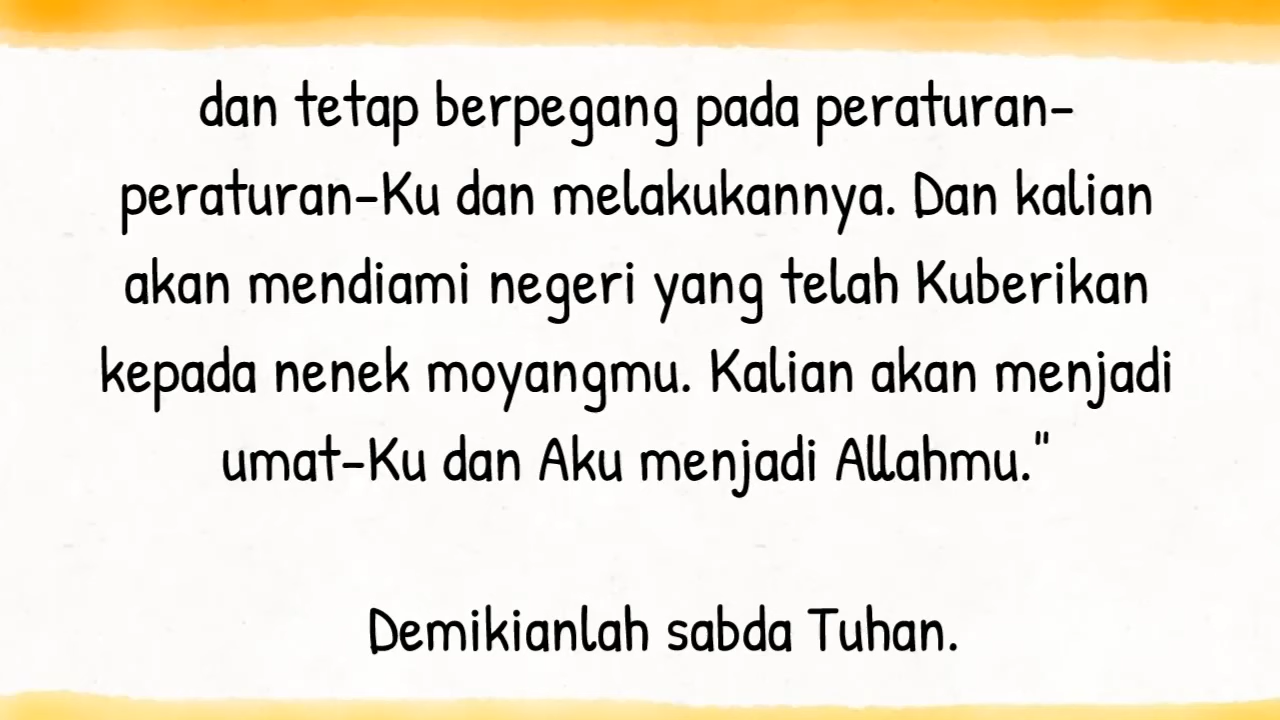 dan tetap berpegang pada peraturan-
peraturan-Ku dan melakukannya. Dan kalian
akan mendiami negeri yang telah Kuberikan
kepada nenek moyangmu. Kalian akan menjadi
umat-Ku dan Aku menjadi Allahmu."
Demikianlah sabda Tuhan.